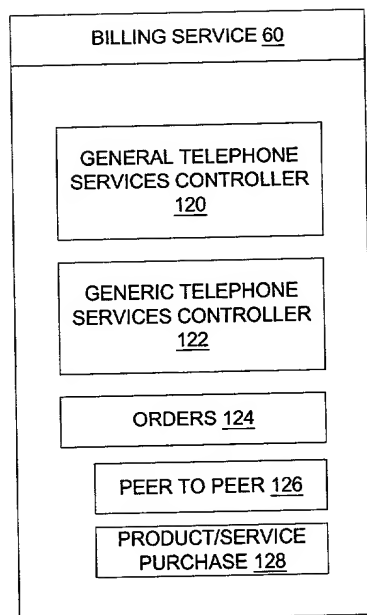 BILLING SERVICE 60
GENERAL TELEPHONE
SERVICES CONTROLLER
120
GENERIC TELEPHONE
SERVICES CONTROLLER
122
ORDERS 124
PEER TO PEER 126
PRODUCT/SERVICE
PURCHASE 128